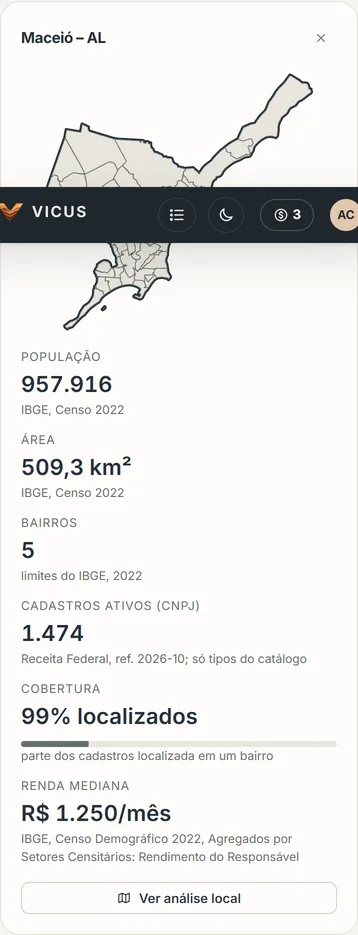 Maceió – AL
VICUS
3
AC
POPULAÇÃO
957.916
IBGE, Censo 2022
ÁREA
509,3 km²
IBGE, Censo 2022
BAIRROS
5
limites do IBGE, 2022
CADASTROS ATIVOS (CNPJ)
1.474
Receita Federal, ref. 2026-10; só tipos do catálogo
COBERTURA
99% localizados
parte dos cadastros localizada em um bairro
RENDA MEDIANA
R$ 1.250/mês
IBGE, Censo Demográfico 2022, Agregados por
Setores Censitários: Rendimento do Responsável
Ver análise local